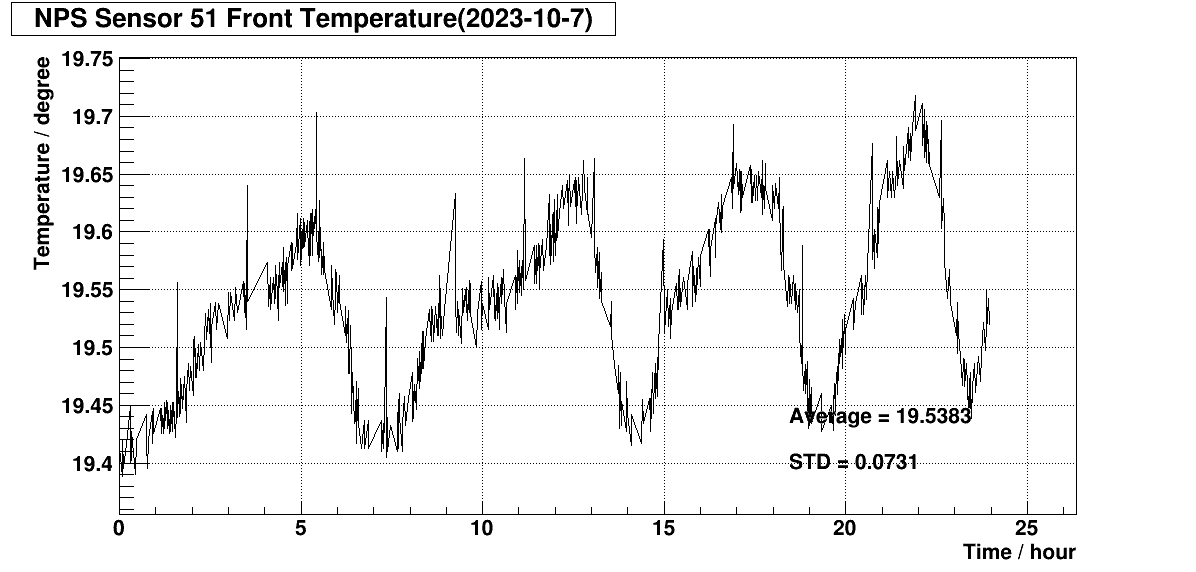 NPS Sensor 51 Front Temperature(2023-10-7)
Temperature / degree
19.75
19.7
19.65
19.6
19.55
19.5
19.45
19.4
Average = 19.5383
STD = 0.0731
0 5 10 15 20 25
Time / hour